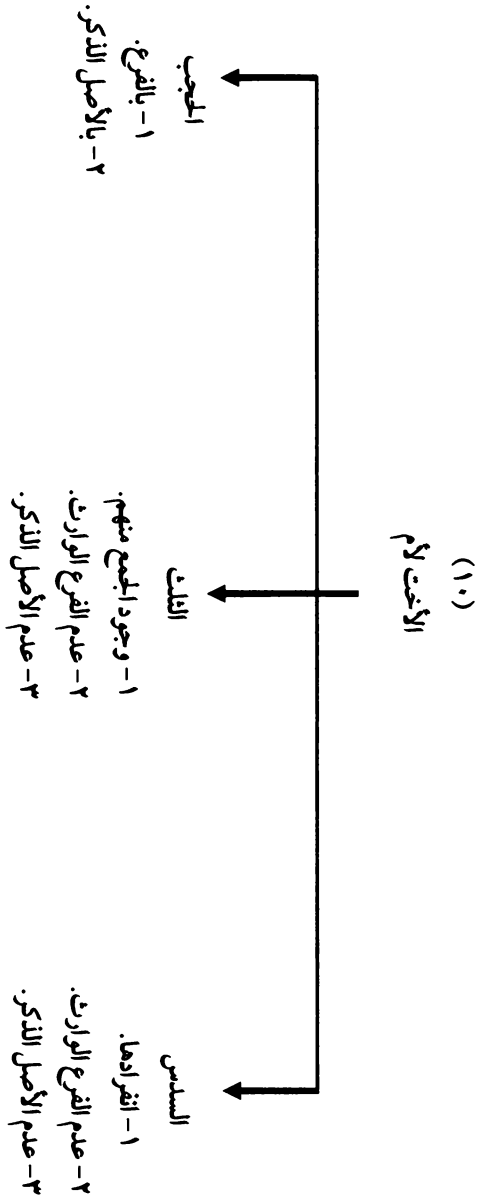 (١٠)
الأخت لأم
السدس
١- انفرادها.
٢- عدم الفرع الوارث.
٣- عدم الأصل الذكر.
الثلث
١- وجود الجمع منهم.
٢- عدم الفرع الوارث.
٣- عدم الأصل الذكر.
الحجب
١- بالفرع.
٢- بالأصل الذكر.